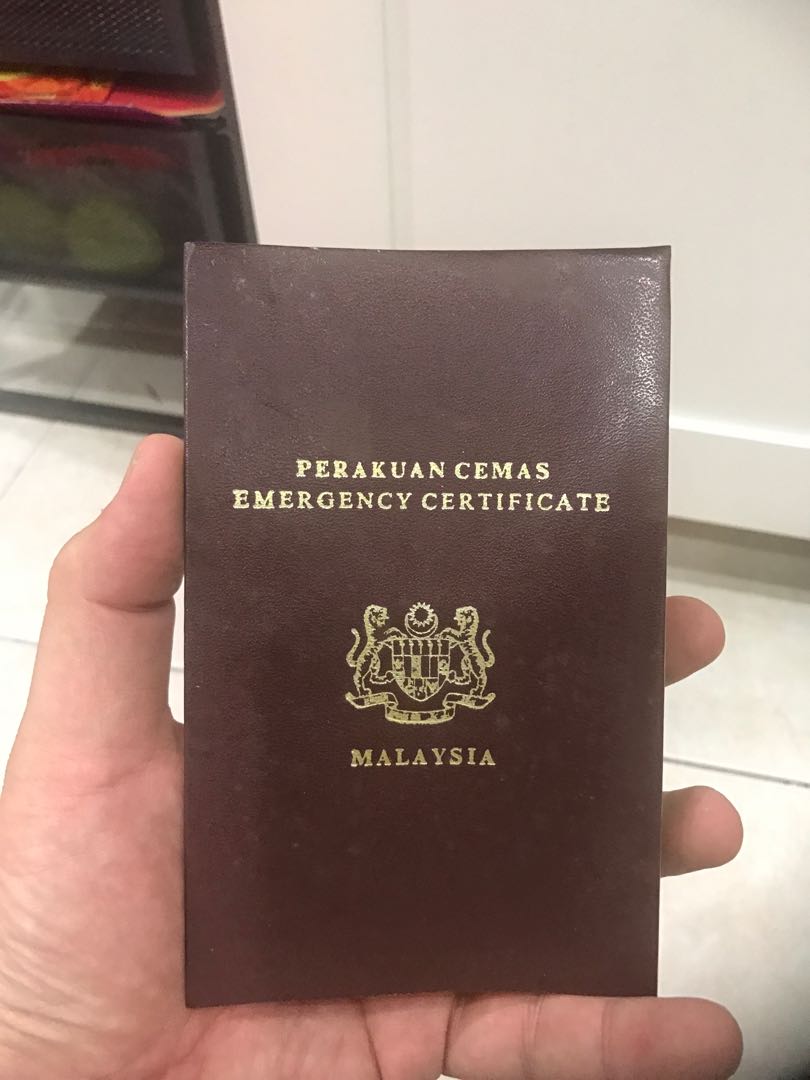 PERAKUAN CEMAS
EMERGENCY CERTIFICATE
MALAYSIA